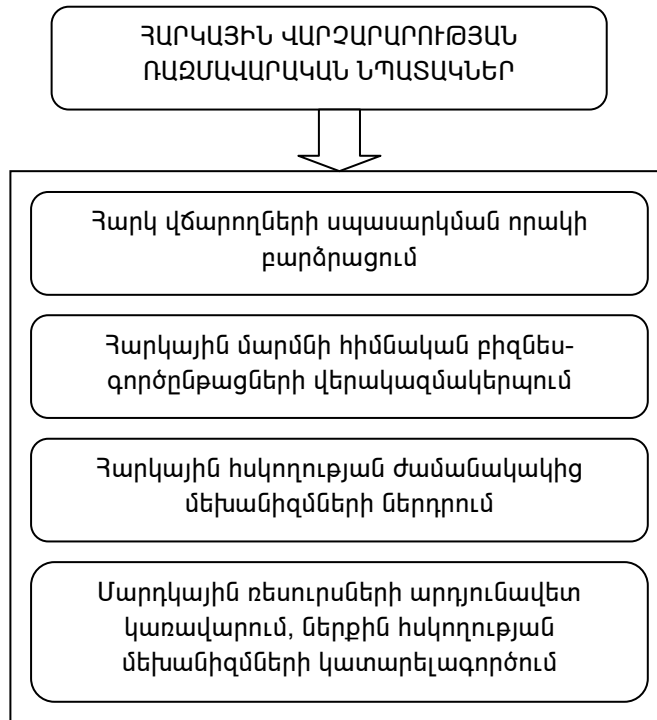 ՀԱՐԿԱՅԻՆ ՎԱՐՉԱՐԱՐՈՒԹՅԱՆ
ՌԱԶՄԱՎԱՐԱԿԱՆ ՆՊԱՏԱԿՆԵՐ
Հարկ վճարողների սպասարկման որակի
բարձրացում
Հարկային մարմնի հիմնական բիզնես-
գործընթացների վերակազմակերպում
Հարկային հսկողության ժամանակակից
մեխանիզմների ներդրում
Մարդկային ռեսուրսների արդյունավետ
կառավարում, ներքին հսկողության
մեխանիզմների կատարելագործում